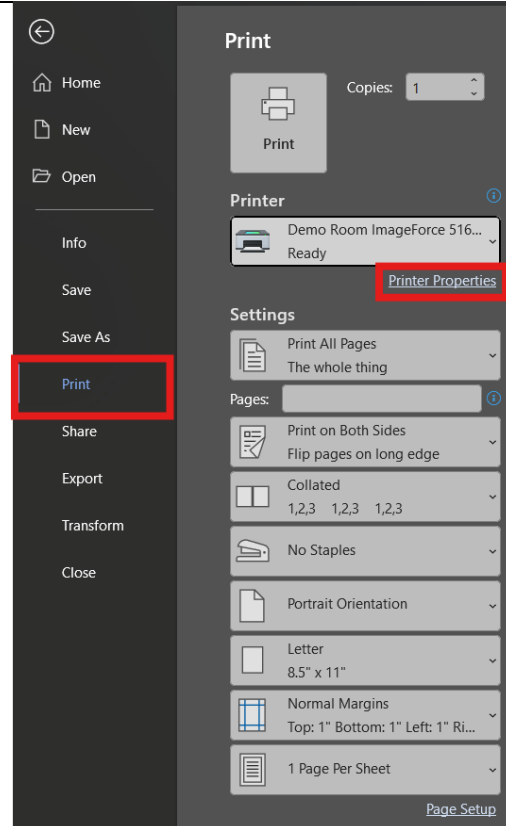 Home
New
Open
Info
Save
Save As
Print
Share
Export
Transform
Close
Print
Copies: 1
Print
Printer
Demo Room ImageForce 516...
Ready
Printer Properties
Settings
Print All Pages
The whole thing
Pages:
Print on Both Sides
Flip pages on long edge
Collated
1,2,3 1,2,3 1,2,3
No Staples
Portrait Orientation
Letter
8.5" x 11"
Normal Margins
Top: 1" Bottom: 1" Left: 1" Ri...
1 Page Per Sheet
Page Setup